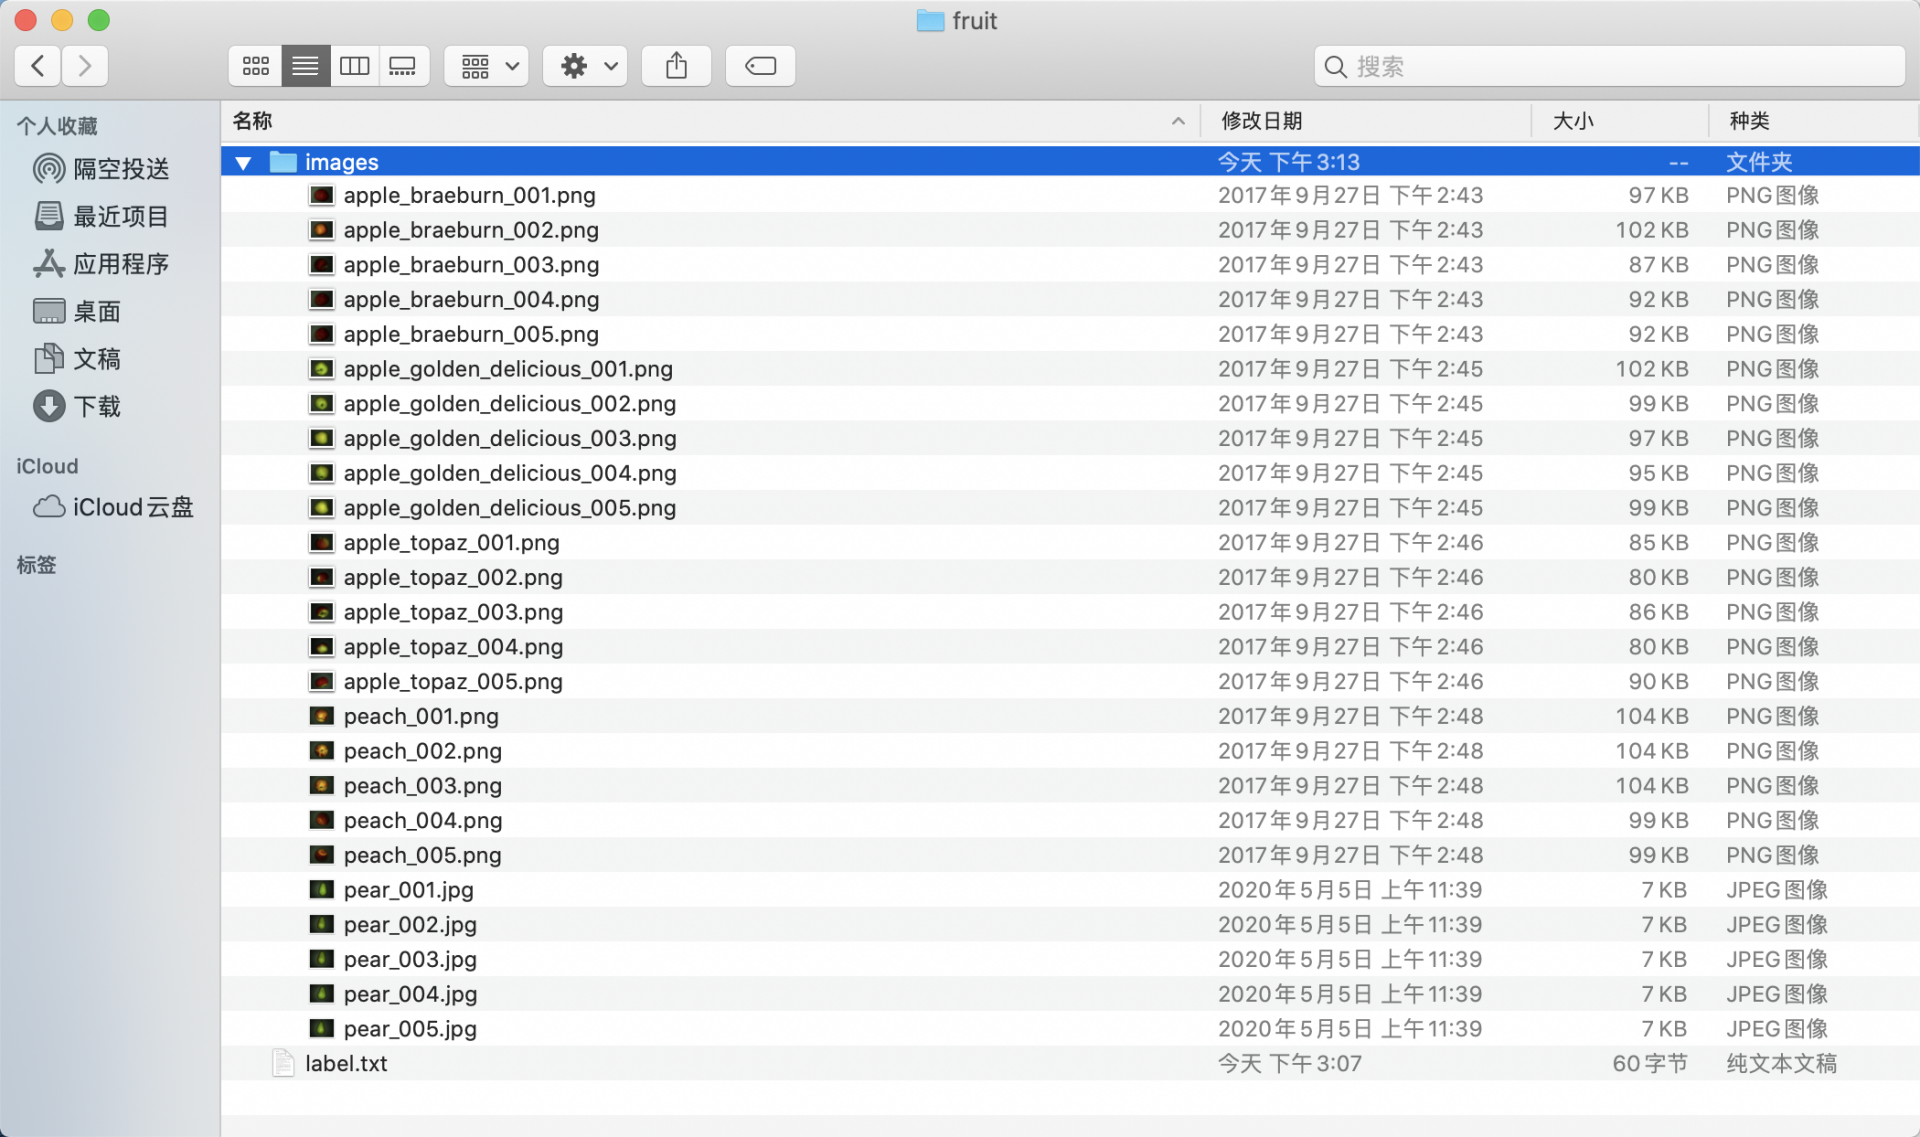 fruit
搜索
个人收藏
隔空投送
最近项目
应用程序
桌面
文稿
下载
iCloud
iCloud云盘
标签
名称 修改日期 大小 种类
images 今天 下午3:13 -- 文件夹
apple_braeburn_001.png 2017年9月27日 下午2:43 97 KB PNG图像
apple_braeburn_002.png 2017年9月27日 下午2:43 102 KB PNG图像
apple_braeburn_003.png 2017年9月27日 下午2:43 87 KB PNG图像
apple_braeburn_004.png 2017年9月27日 下午2:43 92 KB PNG图像
apple_braeburn_005.png 2017年9月27日 下午2:43 92 KB PNG图像
apple_golden_delicious_001.png 2017年9月27日 下午2:45 102 KB PNG图像
apple_golden_delicious_002.png 2017年9月27日 下午2:45 99 KB PNG图像
apple_golden_delicious_003.png 2017年9月27日 下午2:45 97 KB PNG图像
apple_golden_delicious_004.png 2017年9月27日 下午2:45 95 KB PNG图像
apple_golden_delicious_005.png 2017年9月27日 下午2:45 99 KB PNG图像
apple_topaz_001.png 2017年9月27日 下午2:46 85 KB PNG图像
apple_topaz_002.png 2017年9月27日 下午2:46 80 KB PNG图像
apple_topaz_003.png 2017年9月27日 下午2:46 86 KB PNG图像
apple_topaz_004.png 2017年9月27日 下午2:46 80 KB PNG图像
apple_topaz_005.png 2017年9月27日 下午2:46 90 KB PNG图像
peach_001.png 2017年9月27日 下午2:48 104 KB PNG图像
peach_002.png 2017年9月27日 下午2:48 104 KB PNG图像
peach_003.png 2017年9月27日 下午2:48 104 KB PNG图像
peach_004.png 2017年9月27日 下午2:48 99 KB PNG图像
peach_005.png 2017年9月27日 下午2:48 99 KB PNG图像
pear_001.jpg 2020年5月5日 上午11:39 7 KB JPEG图像
pear_002.jpg 2020年5月5日 上午11:39 7 KB JPEG图像
pear_003.jpg 2020年5月5日 上午11:39 7 KB JPEG图像
pear_004.jpg 2020年5月5日 上午11:39 7 KB JPEG图像
pear_005.jpg 2020年5月5日 上午11:39 7 KB JPEG图像
label.txt 今天 下午3:07 60 字节 纯文本文稿